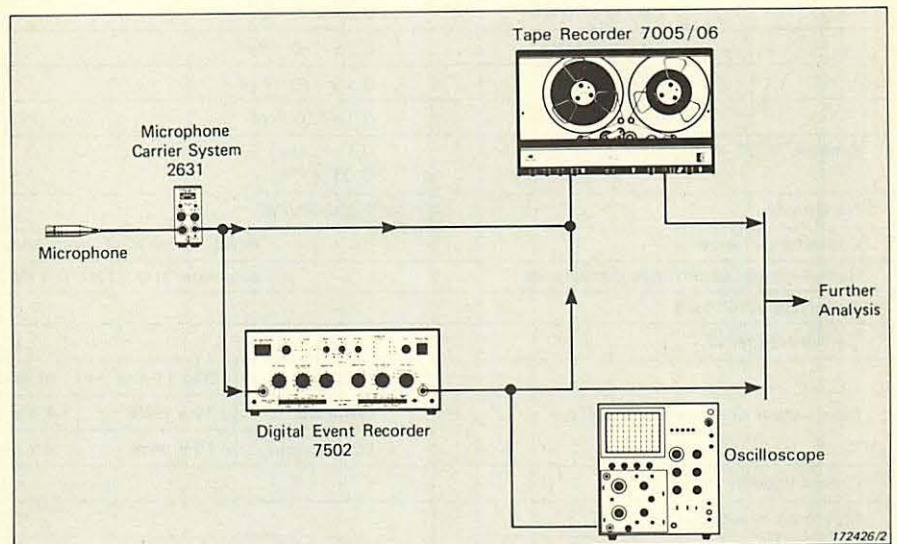 Tape Recorder 7005/06
Microphone
Carrier System
2631
Microphone
Further
Analysis
Digital Event Recorder
7502
Oscilloscope
172426/2